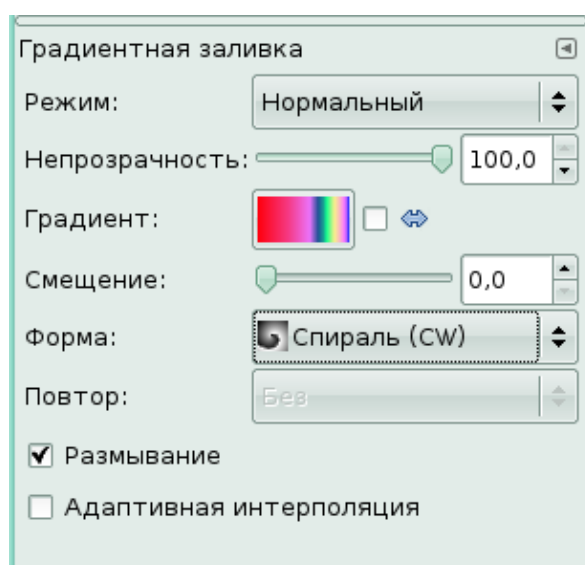 Градиентная заливка
Режим: Нормальный
Непрозрачность: 100,0
Градиент:
Смещение: 0,0
Форма: Спираль (CW)
Повтор: Без
Размывание
Адаптивная интерполяция